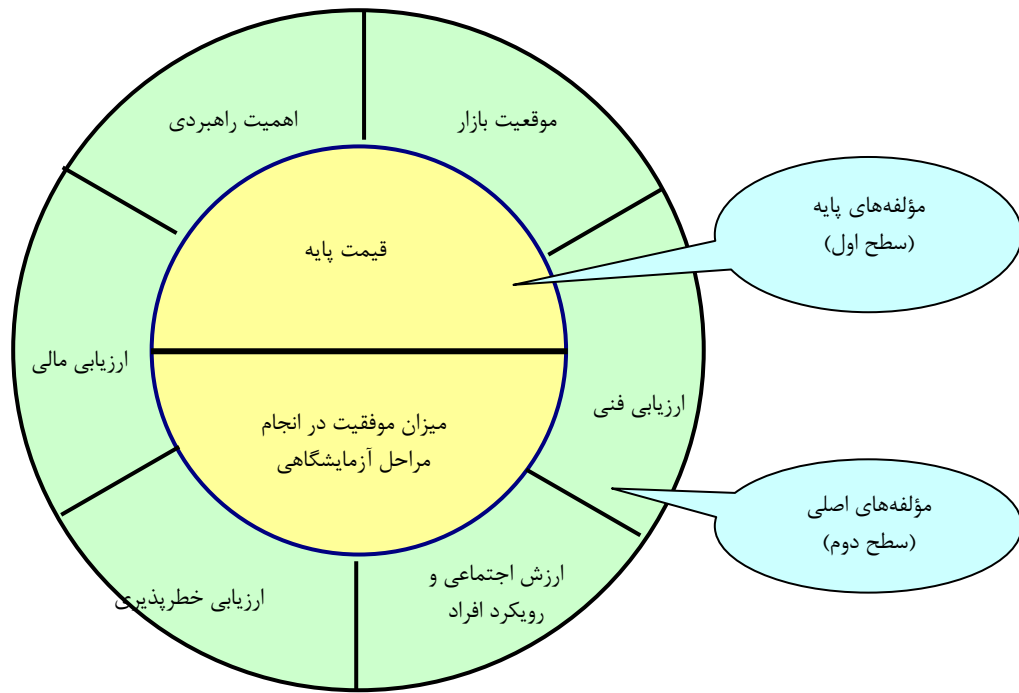 موقعیت بازار
اهمیت راهبردی
مؤلفه‌های پایه
(سطح اول)
قیمت پایه
ارزیابی مالی
ارزیابی فنی
میزان موفقیت در انجام
مراحل آزمایشگاهی
مؤلفه‌های اصلی
(سطح دوم)
ارزش اجتماعی و
رویکرد افراد
ارزیابی خطرپذیری